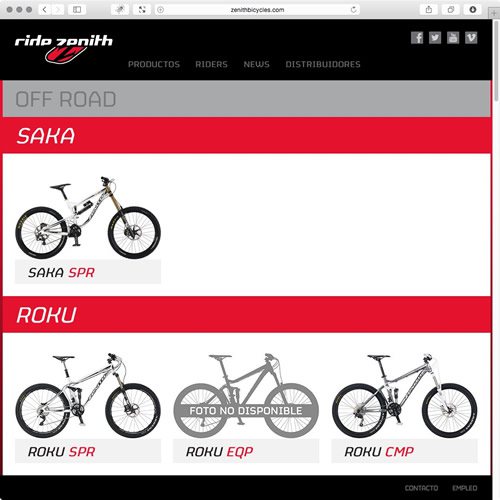 zenithbicycles.com
ride zenith
PRODUCTOS RIDERS NEWS DISTRIBUIDORES
OFF ROAD
SAKA
SAKA SPR
ROKU
FOTO NO DISPONIBLE
ROKU SPR ROKU EQP ROKU CMP
CONTACTO EMPLEO